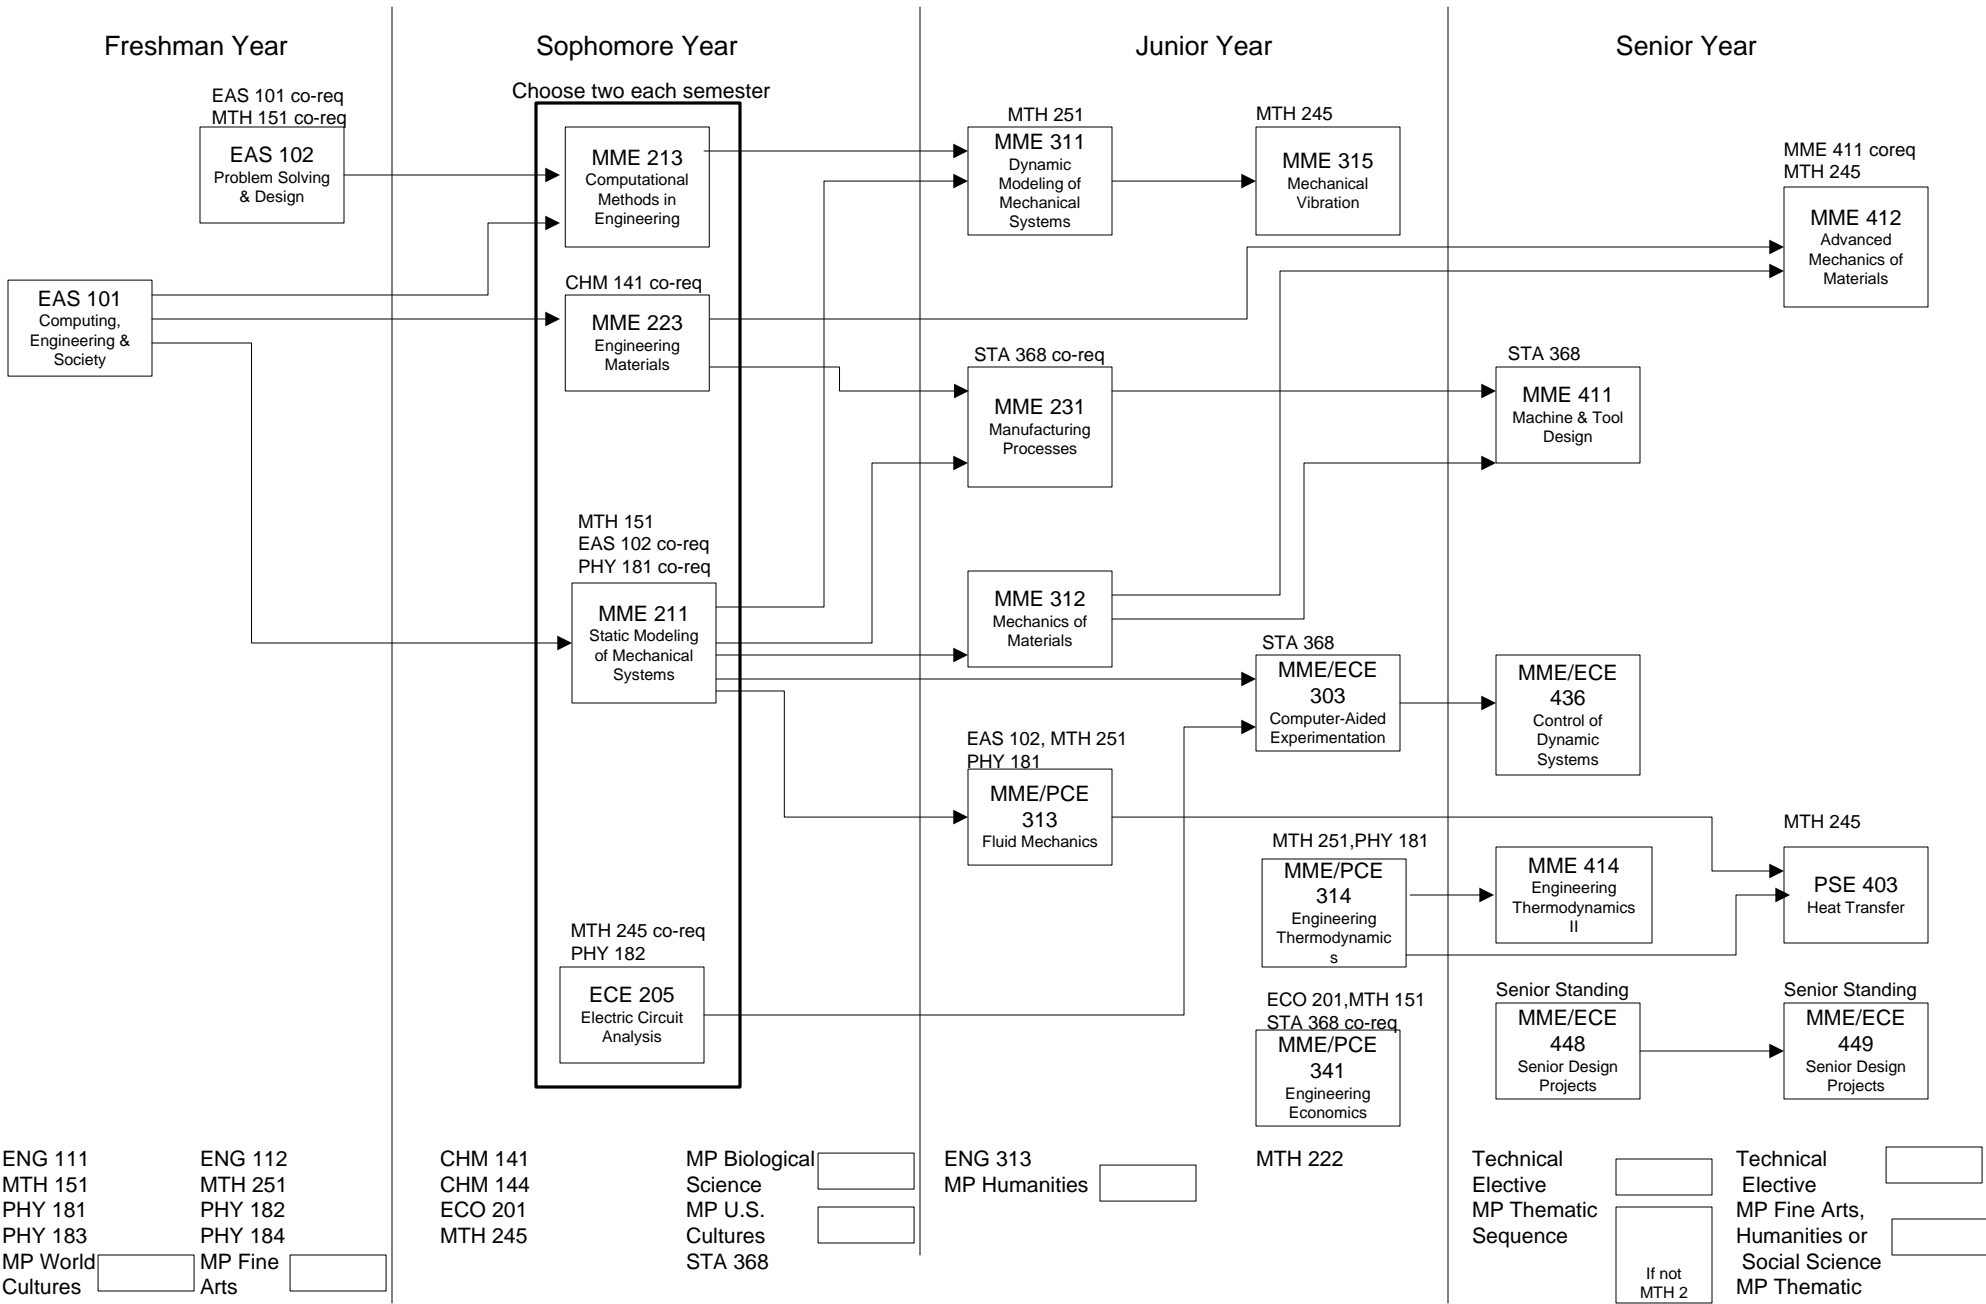 Freshman Year
Sophomore Year
Junior Year
Senior Year
EAS 101 co-req
MTH 151 co-req
EAS 102
Problem Solving
& Design
EAS 101
Computing,
Engineering &
Society
Choose two each semester
MME 213
Computational
Methods in
Engineering
CHM 141 co-req
MME 223
Engineering
Materials
MTH 151
EAS 102 co-req
PHY 181 co-req
MME 211
Static Modeling
of Mechanical
Systems
MTH 245 co-req
PHY 182
ECE 205
Electric Circuit
Analysis
MTH 251
MME 311
Dynamic
Modeling of
Mechanical
Systems
STA 368 co-req
MME 231
Manufacturing
Processes
MME 312
Mechanics of
Materials
EAS 102, MTH 251
PHY 181
MME/PCE
313
Fluid Mechanics
MTH 245
MME 315
Mechanical
Vibration
STA 368
MME/ECE
303
Computer-Aided
Experimentation
MTH 251,PHY 181
MME/PCE
314
Engineering
Thermodynamic
s
ECO 201,MTH 151
STA 368 co-req
MME/PCE
341
Engineering
Economics
STA 368
MME 411
Machine & Tool
Design
MME/ECE
436
Control of
Dynamic
Systems
MME 414
Engineering
Thermodynamics
II
Senior Standing
MME/ECE
448
Senior Design
Projects
MME 411 coreq
MTH 245
MME 412
Advanced
Mechanics of
Materials
MTH 245
PSE 403
Heat Transfer
Senior Standing
MME/ECE
449
Senior Design
Projects
ENG 111
MTH 151
PHY 181
PHY 183
MP World
Cultures
ENG 112
MTH 251
PHY 182
PHY 184
MP Fine
Arts
CHM 141
CHM 144
ECO 201
MTH 245
MP Biological
Science
MP U.S.
Cultures
STA 368
ENG 313
MP Humanities
MTH 222
Technical
Elective
MP Thematic
Sequence
If not
MTH 2
Technical
Elective
MP Fine Arts,
Humanities or
Social Science
MP Thematic